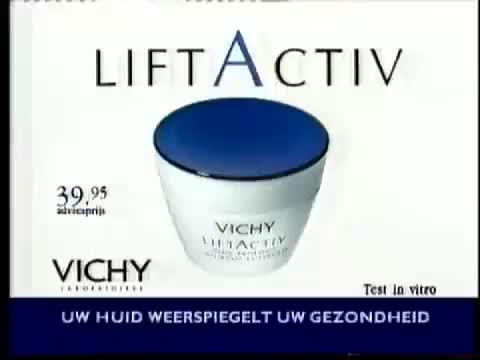 LIFTACTIV
39,95
adviesprijs
VICHY
LIFTACTIV
VICHY
LABORATOIRES
Test in vitro
UW HUID WEERSPIEGELT UW GEZONDHEID